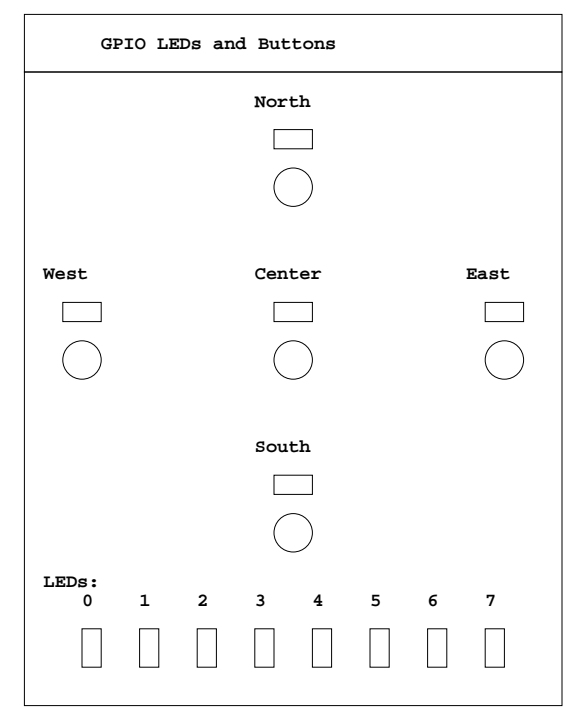 GPIO LEDs and Buttons
North
West Center East
South
LEDs:
0 1 2 3 4 5 6 7